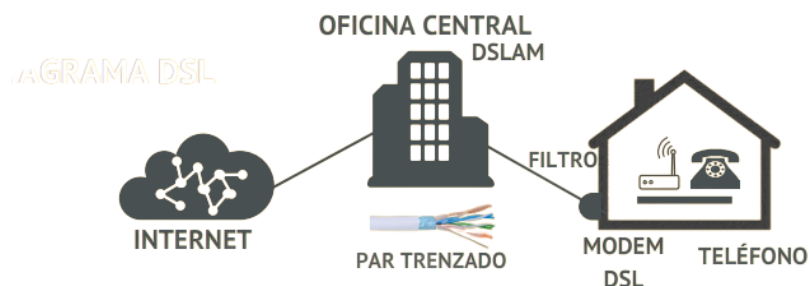 OFICINA CENTRAL
DSLAM
AGRAMA DSL
FILTRO
INTERNET
PAR TRENZADO
MODEM
DSL
TELÉFONO